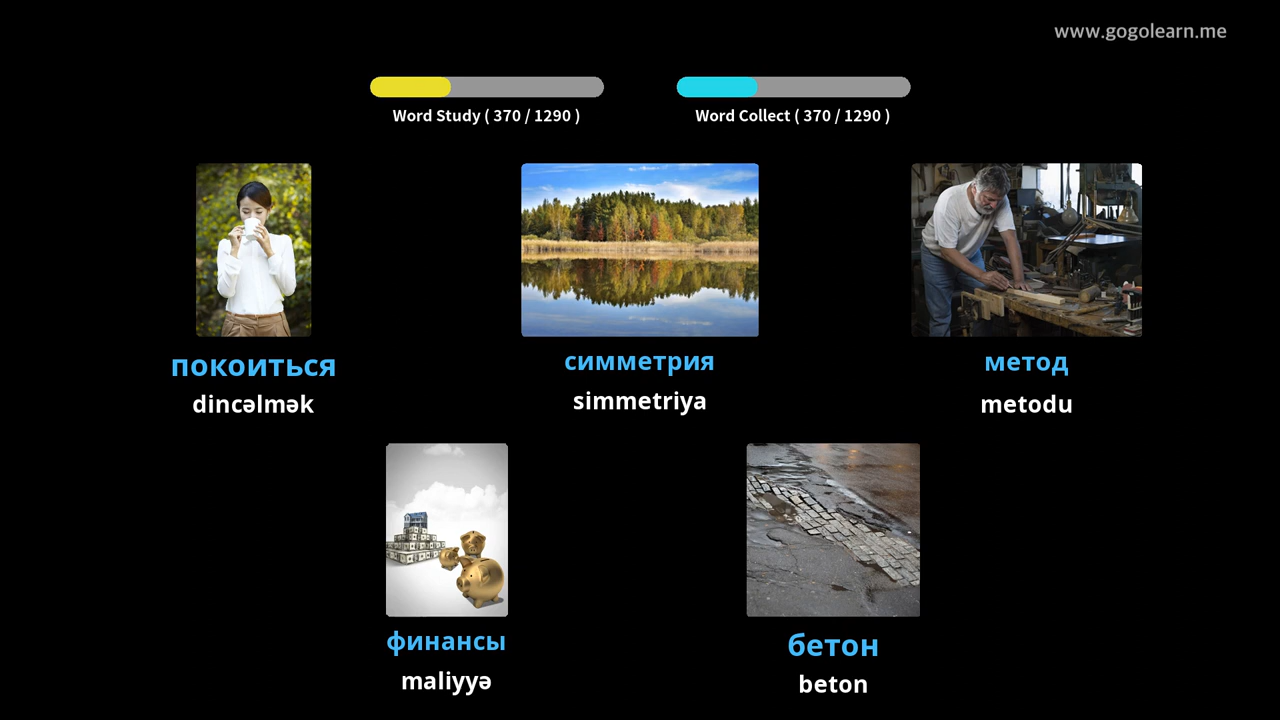 www.gogolearn.me
Word Study ( 370 / 1290 )
Word Collect ( 370 / 1290 )
покоиться
dincəlmək
симметрия
simmetriya
метод
metodu
финансы
maliyyə
бетон
beton